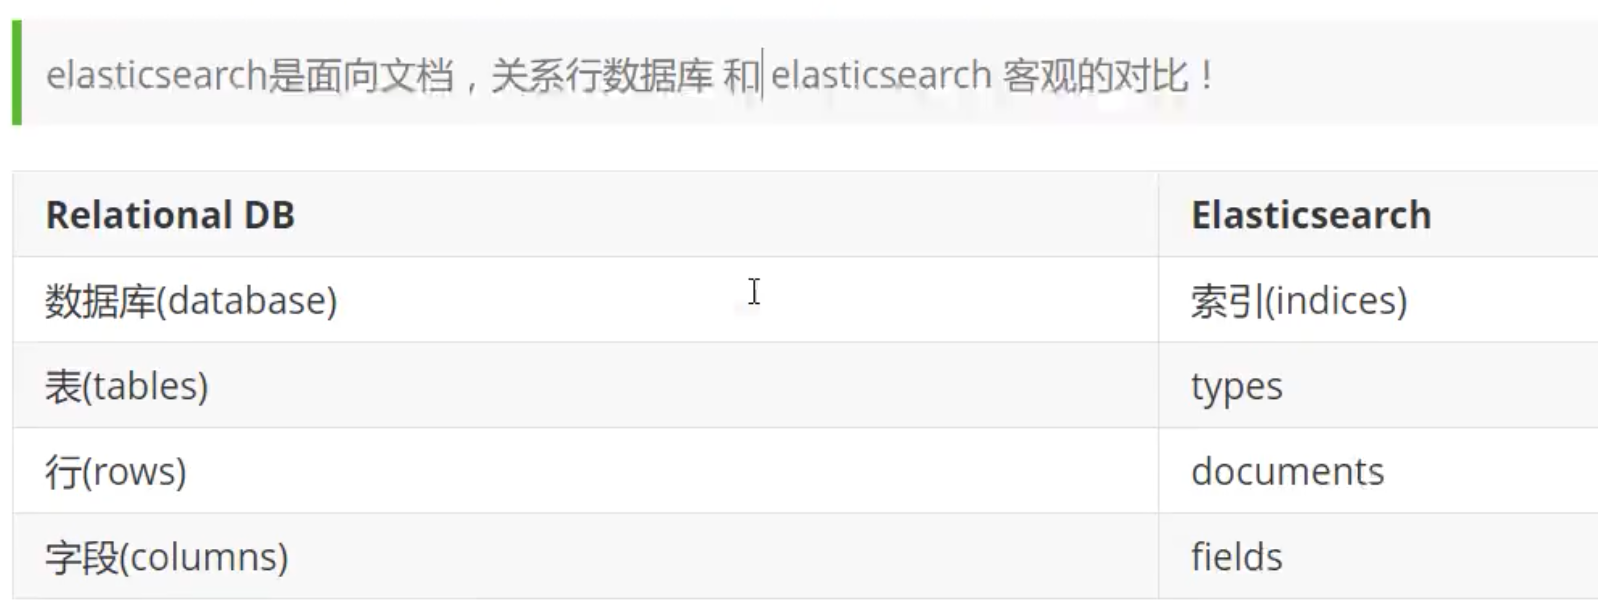 elasticsearch是面向文档，关系行数据库 和 elasticsearch 客观的对比！
Relational DB Elasticsearch
数据库(database) 索引(indices)
表(tables) types
行(rows) documents
字段(columns) fields